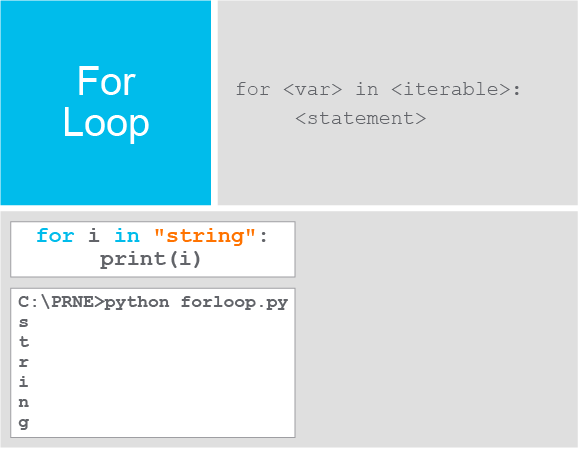 For
Loop
for <var> in <iterable>:
<statement>
for i in "string":
print(i)
C:\PRNE>python forloop.py
s
t
r
i
n
g